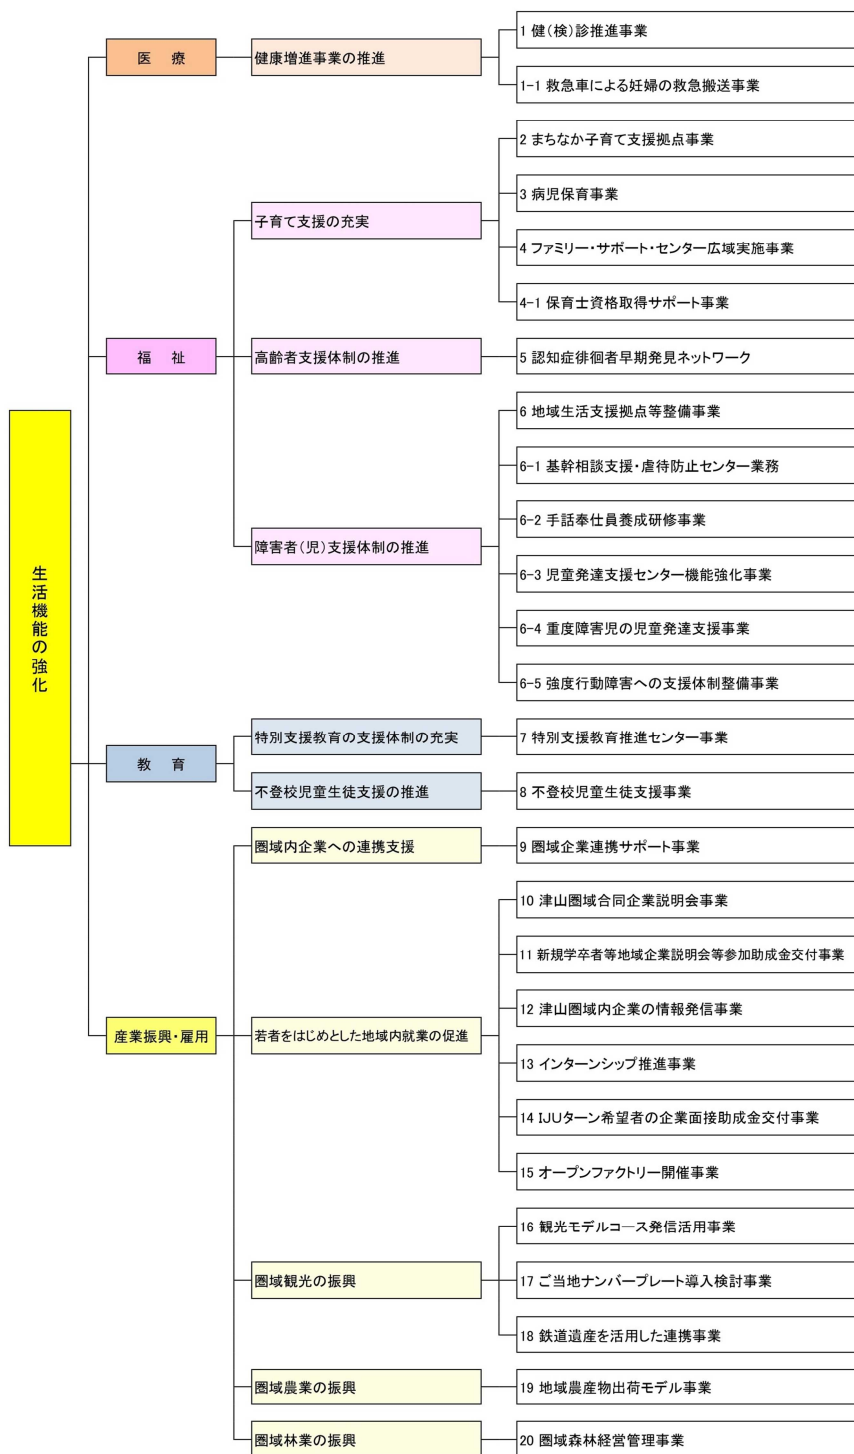 生活機能の強化
医 療
健康増進事業の推進
1 健(検)診推進事業
1-1 救急車による妊婦の救急搬送事業
福 祉
子育て支援の充実
2 まちなか子育て支援拠点事業
3 病児保育事業
4 ファミリー・サポート・センター広域実施事業
4-1 保育士資格取得サポート事業
高齢者支援体制の推進
5 認知症徘徊者早期発見ネットワーク
障害者(児)支援体制の推進
6 地域生活支援拠点等整備事業
6-1 基幹相談支援・虐待防止センター業務
6-2 手話奉仕員養成研修事業
6-3 児童発達支援センター機能強化事業
6-4 重度障害児の児童発達支援事業
6-5 強度行動障害への支援体制整備事業
教 育
特別支援教育の支援体制の充実
7 特別支援教育推進センター事業
不登校児童生徒支援の推進
8 不登校児童生徒支援事業
産業振興・雇用
圏域内企業への連携支援
9 圏域企業連携サポート事業
若者をはじめとした地域内就業の促進
10 津山圏域合同企業説明会事業
11 新規学卒者等地域企業説明会等参加助成金交付事業
12 津山圏域内企業の情報発信事業
13 インターンシップ推進事業
14 IJUターン希望者の企業面接助成金交付事業
15 オープンファクトリー開催事業
圏域観光の振興
16 観光モデルコース発信活用事業
17 ご当地ナンバープレート導入検討事業
18 鉄道遺産を活用した連携事業
圏域農業の振興
19 地域農産物出荷モデル事業
圏域林業の振興
20 圏域森林経営管理事業